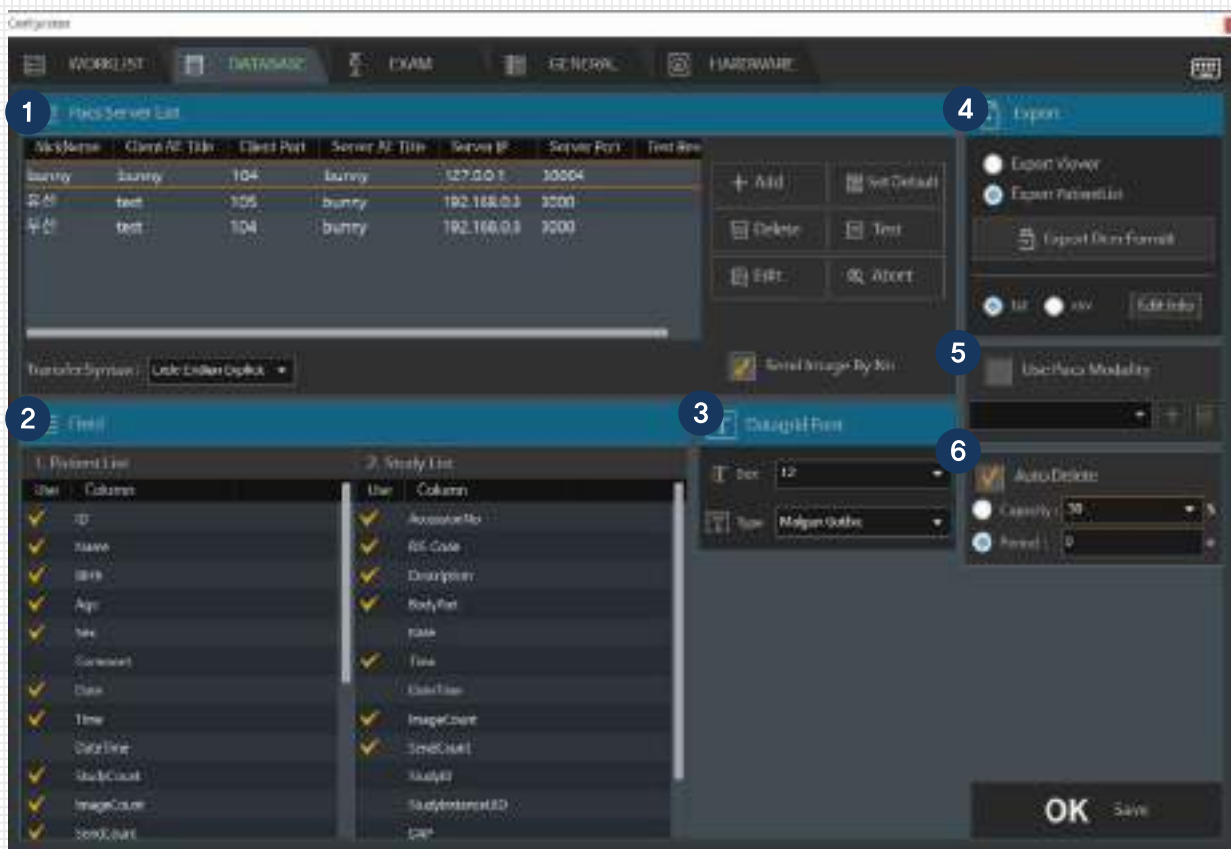 Configuration
WORKLIST DATABASE EXAM GENERAL HARDWARE
1 Pacs Server List
NickName Client AE Title Client Port Server AE Title Server IP Server Port Test
bunny bunny 104 bunny 127.0.0.1 30004
test 105 bunny 192.168.0.3 3000
test 104 bunny 192.168.0.3 3000
+ Add Set Default
Delete Test
Edit Abort
Transfer Syntax : Little Endian Explicit
Send Image By No
4 Export
Export Viewer
Export PatientList
Export Dicm Format
txt csv Edit Info
5 Use Pacs Modality
+
2 Field
1. Patient List
Use Column
ID
Name
Birth
Age
Sex
Comment
Date
Time
DateTime
StudyCount
ImageCount
SendCount
2. Study List
Use Column
AccessionNo
RIS Code
Description
BodyPart
Date
Time
DateTime
ImageCount
SendCount
StudyID
StudyInstanceUID
DAP
3 Datagrid Font
Size 12
Type Malgun Gothic
6 Auto Delete
Capacity : %
Period : 0
OK Save